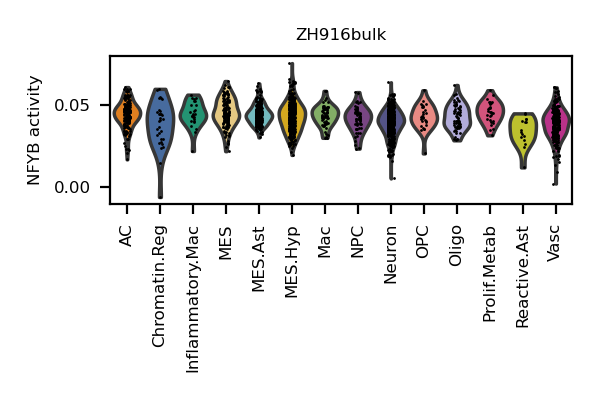 ZH916bulk
NFYB activity
0.05
0.00
AC
Chromatin.Reg
Inflammatory.Mac
MES
MES.Ast
MES.Hyp
Mac
NPC
Neuron
OPC
Oligo
Prolif.Metab
Reactive.Ast
Vasc